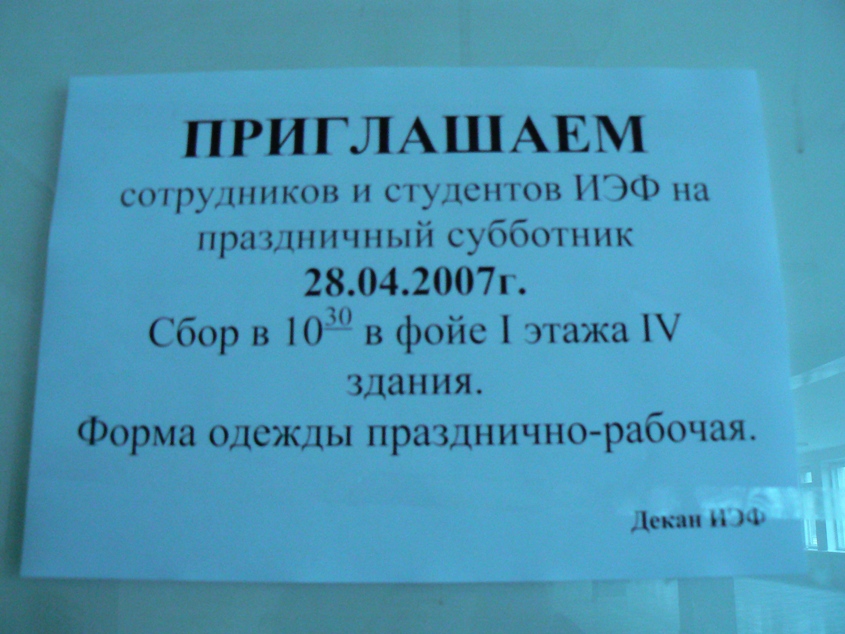 ПРИГЛАШАЕМ
сотрудников и студентов ИЭФ на
праздничный субботник
28.04.2007г.
Сбор в 10³⁰ в фойе I этажа IV
здания.
Форма одежды празднично-рабочая.
Декан ИЭФ